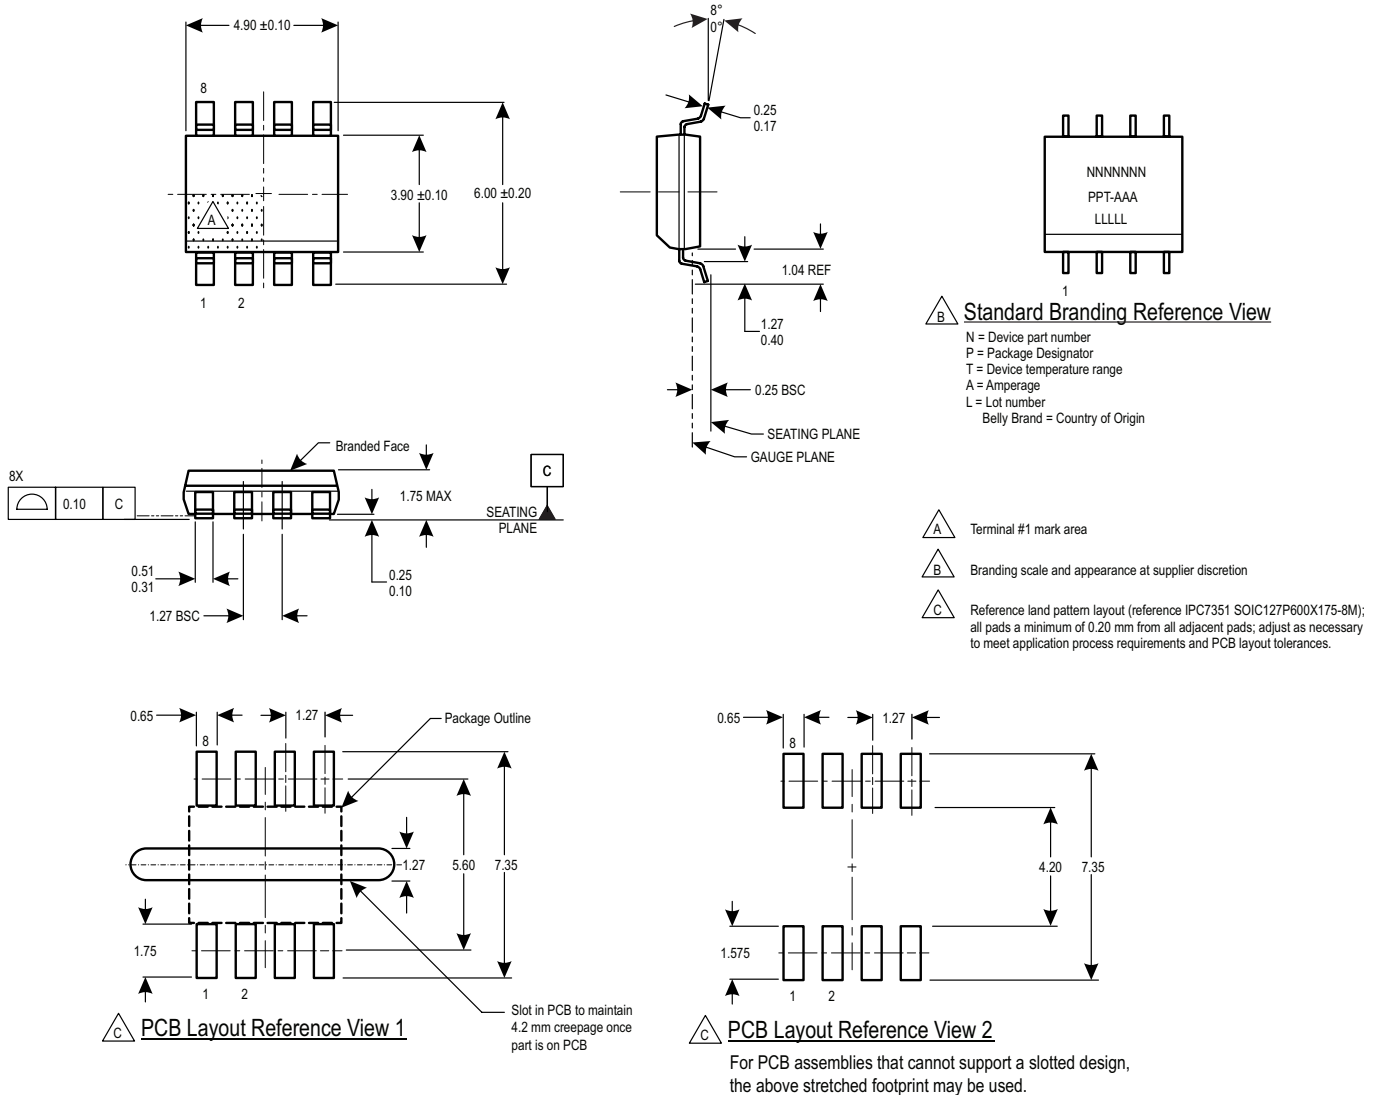 4.90 ±0.10
8
A
3.90 ±0.10
6.00 ±0.20
1 2
8°
0°
0.25
0.17
1.04 REF
1.27
0.40
0.25 BSC
SEATING PLANE
GAUGE PLANE
NNNNNNN
PPT-AAA
LLLLL
1
B Standard Branding Reference View
N = Device part number
P = Package Designator
T = Device temperature range
A = Amperage
L = Lot number
Belly Brand = Country of Origin
Branded Face
8X
0.10 C
1.75 MAX
C
SEATING
PLANE
0.51
0.31
0.25
0.10
1.27 BSC
A Terminal #1 mark area
B Branding scale and appearance at supplier discretion
C Reference land pattern layout (reference IPC7351 SOIC127P600X175-8M);
all pads a minimum of 0.20 mm from all adjacent pads; adjust as necessary
to meet application process requirements and PCB layout tolerances.
0.65
1.27
Package Outline
8
1.27
5.60
7.35
1.75
1 2
Slot in PCB to maintain
4.2 mm creepage once
part is on PCB
C PCB Layout Reference View 1
0.65
1.27
8
4.20
7.35
1.575
1 2
C PCB Layout Reference View 2
For PCB assemblies that cannot support a slotted design,
the above stretched footprint may be used.